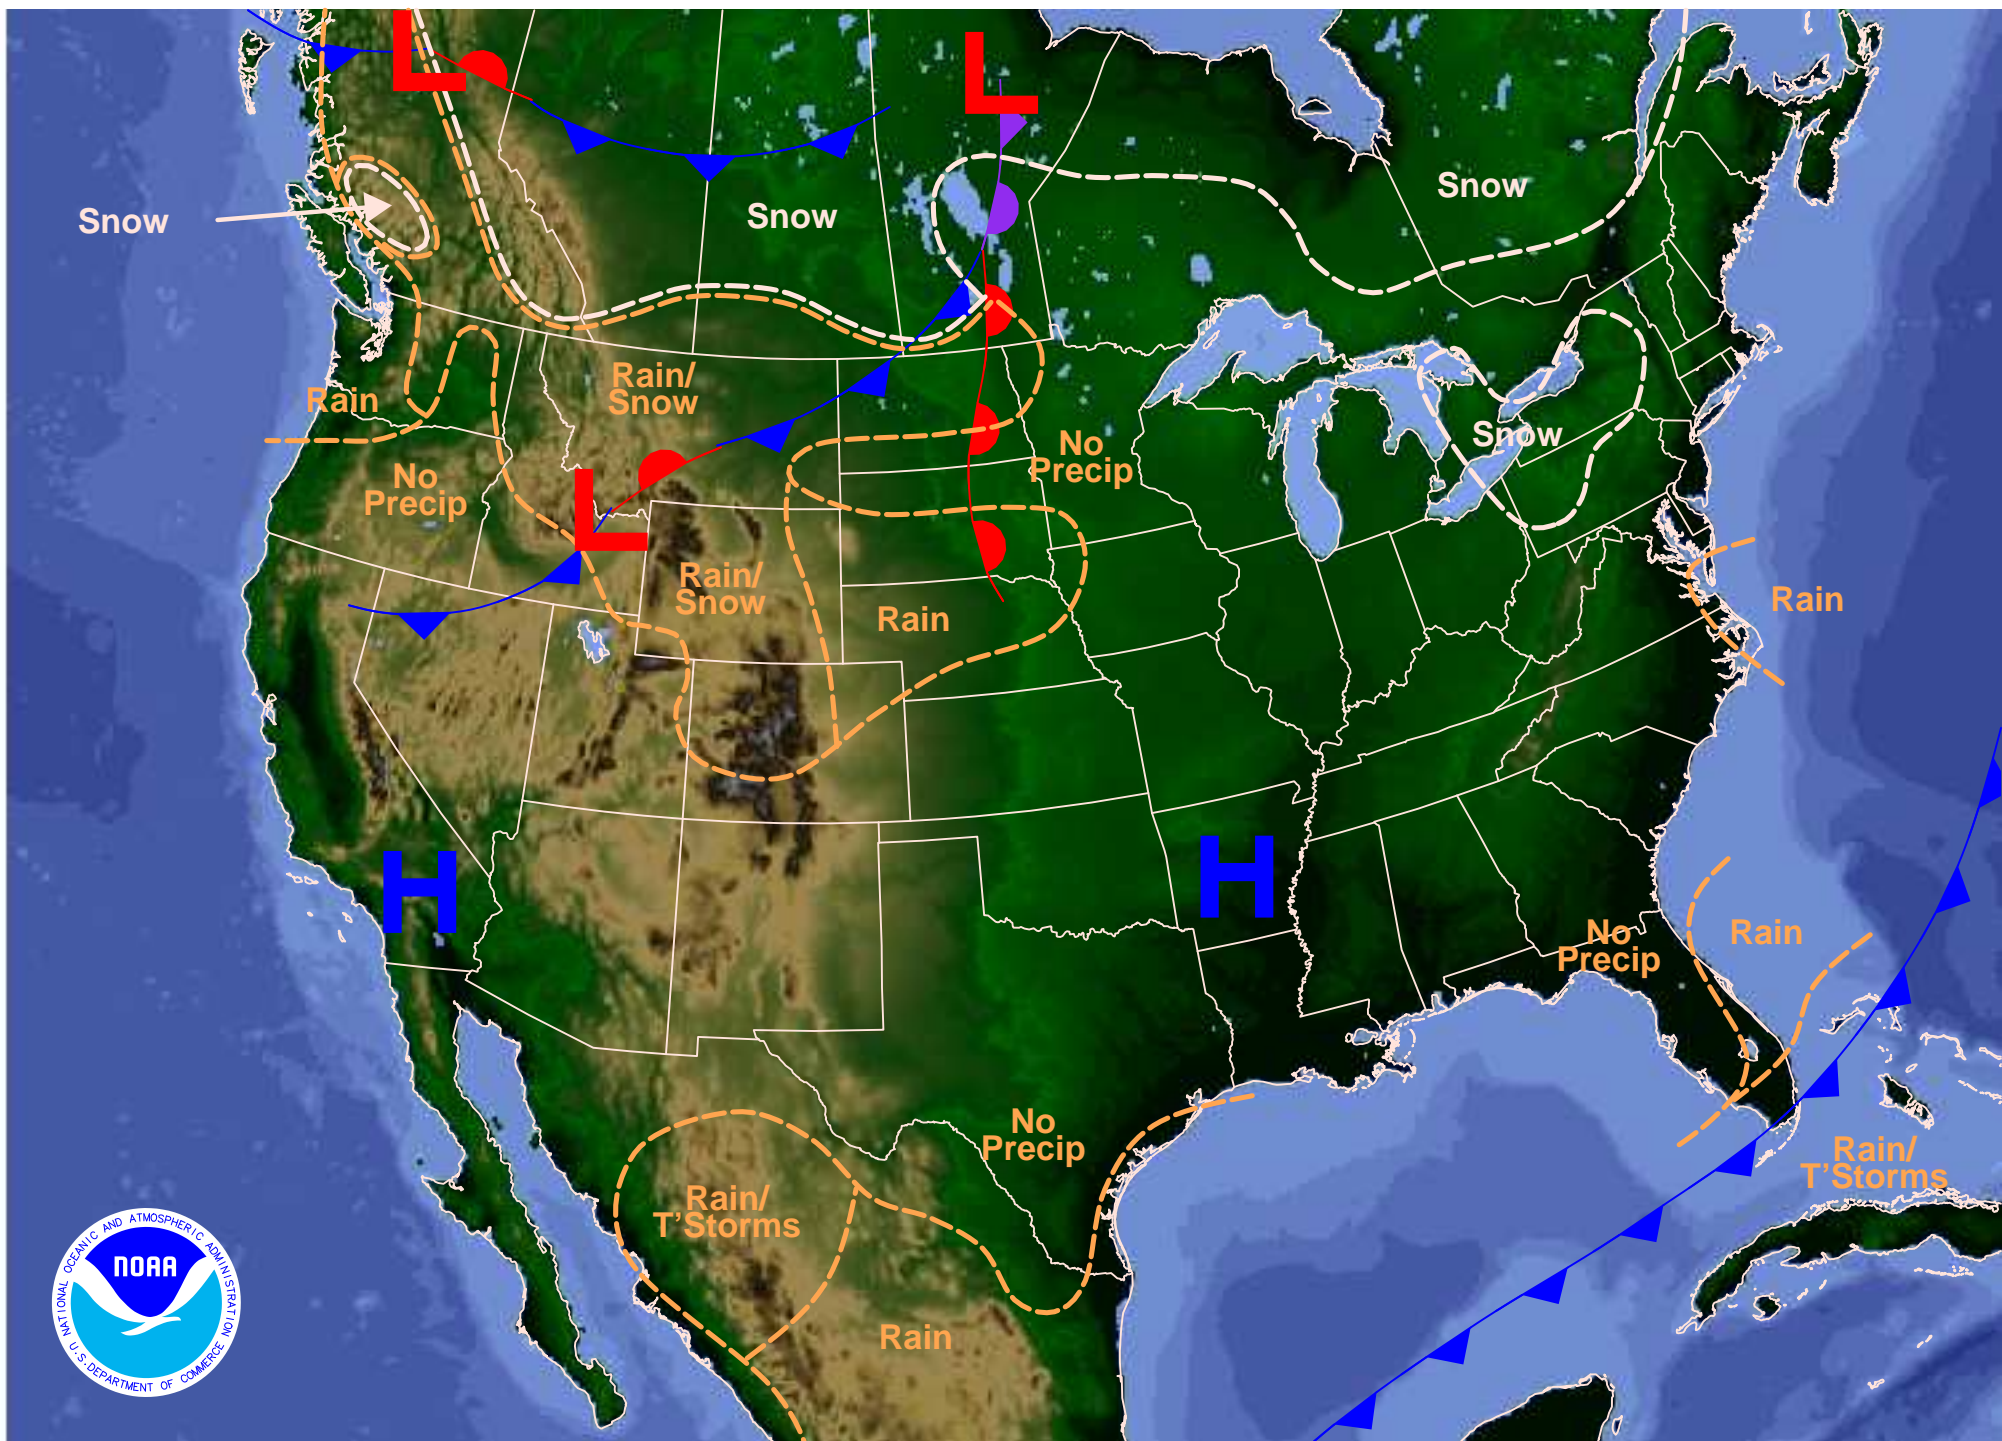 L
L
Snow
Snow
Snow
Rain/
Snow
Rain
Snow
No
Precip
No
Precip
L
Rain/
Snow
Rain
Rain
H
H
No
Precip
Rain
No
Precip
Rain/
T'Storms
Rain/
T'Storms
Rain
NATIONAL OCEANIC AND ATMOSPHERIC ADMINISTRATION
NOAA
U.S. DEPARTMENT OF COMMERCE